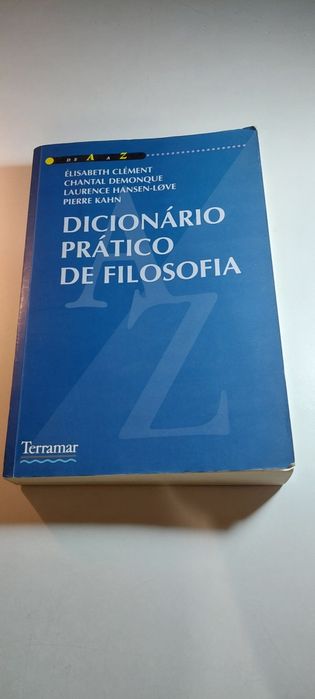 DE A A Z
ÉLISABETH CLÉMENT
CHANTAL DEMONQUE
LAURENCE HANSEN-LØVE
PIERRE KAHN
DICIONÁRIO
PRÁTICO
DE FILOSOFIA
A
Z
Terramar